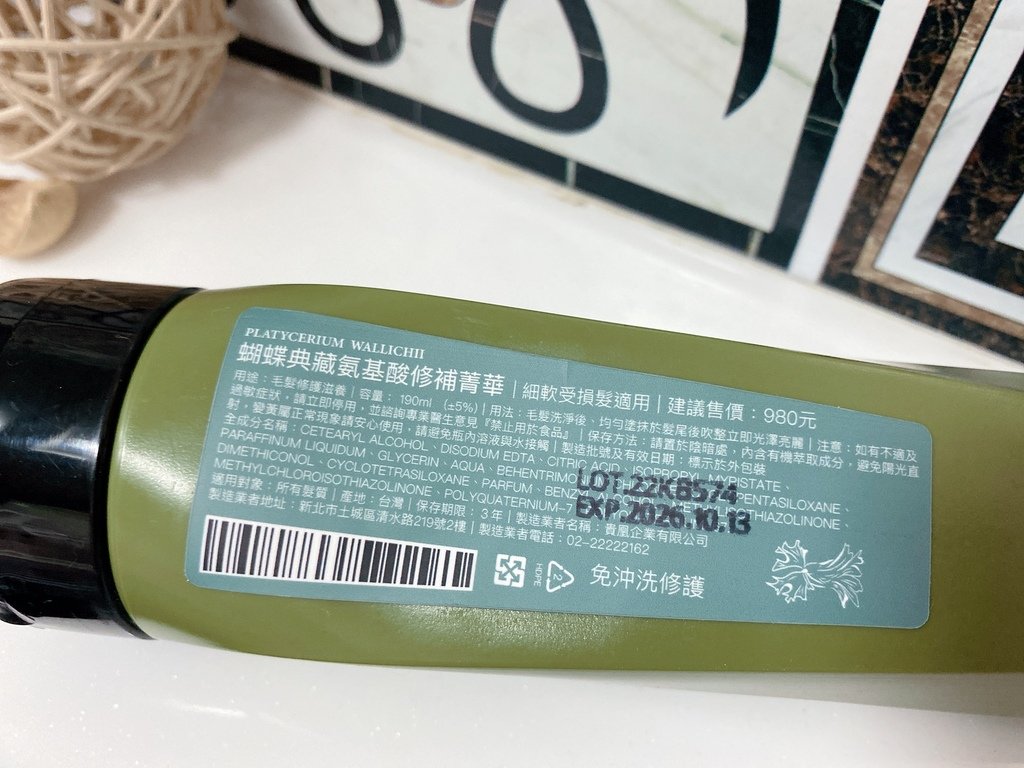 PLATYCERIUM WALLICHII
蝴蝶典藏氨基酸修補菁華｜細軟受損髮適用｜建議售價：980元
用途：毛髮修護滋養｜容量：190ml（±5%）｜用法：毛髮洗淨後、均勻塗抹於髮尾後吹整立即光澤亮麗｜注意：如有不適及
過敏症狀，請立即停用，並諮詢專業醫生意見『禁止用於食品』｜保存方法：請置於陰暗處、內含有機萃取成分，避免陽光直
射，變黃屬正常現象請安心使用，請避免瓶內溶液與水接觸｜製造批號及有效日期：標示於外包裝
全成分名稱：CETEARYL ALCOHOL、DISODIUM EDTA、CITRIC ACID、ISOPROPYL MYRISTATE、
PARAFFINUM LIQUIDUM、GLYCERIN、AQUA、BEHENTRIMO PENTASILOXANE、
DIMETHICONOL、CYCLOTETRASILOXANE、PARFUM、BENZ THIAZOLINONE、
METHYLCHLOROISOTHIAZOLINONE、POLYQUATERNIUM-7
LOT.22K8574
EXP.2026.10.13
適用對象：所有髮質｜產地：台灣｜保存期限：3年｜製造業者名稱：貴凰企業有限公司
製造業者地址：新北市土城區清水路219號2樓｜製造業者電話：02-22222162
2
HDPE
免沖洗修護